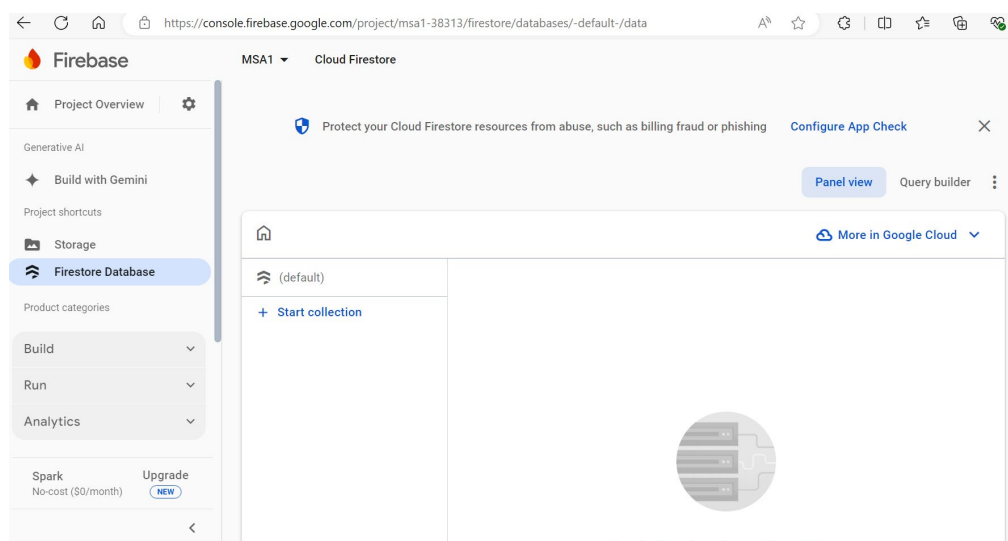 https://console.firebase.google.com/project/msa1-38313/firestore/databases/-default-/data
Firebase
MSA1
Cloud Firestore
Project Overview
Protect your Cloud Firestore resources from abuse, such as billing fraud or phishing
Configure App Check
Generative AI
Build with Gemini
Panel view
Query builder
Project shortcuts
Storage
More in Google Cloud
Firestore Database
(default)
Product categories
+ Start collection
Build
Run
Analytics
Spark
Upgrade
No-cost ($0/month)
NEW